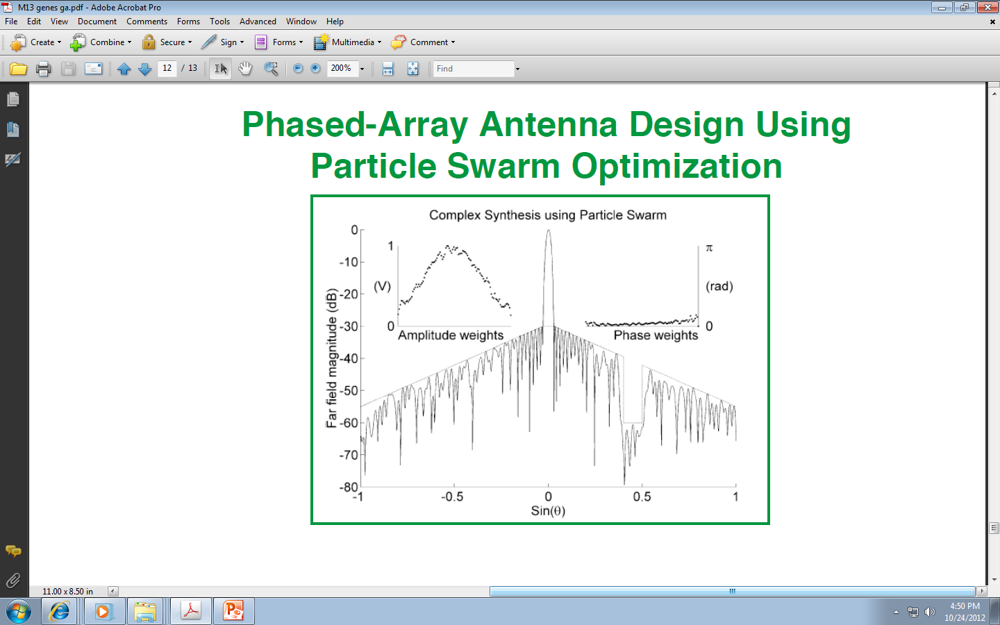 M13 genes ga.pdf - Adobe Acrobat Pro
File Edit View Document Comments Forms Tools Advanced Window Help
Create Combine Secure Sign Forms Multimedia Comment
12 / 13 200% Find
Phased-Array Antenna Design Using
Particle Swarm Optimization
Complex Synthesis using Particle Swarm
0
-10
-20
-30
-40
-50
-60
-70
-80
Far field magnitude (dB)
1
(V)
0
Amplitude weights
π
(rad)
0
Phase weights
-1 -0.5 0 0.5 1
Sin(θ)
11.00 x 8.50 in
4:50 PM
10/24/2012